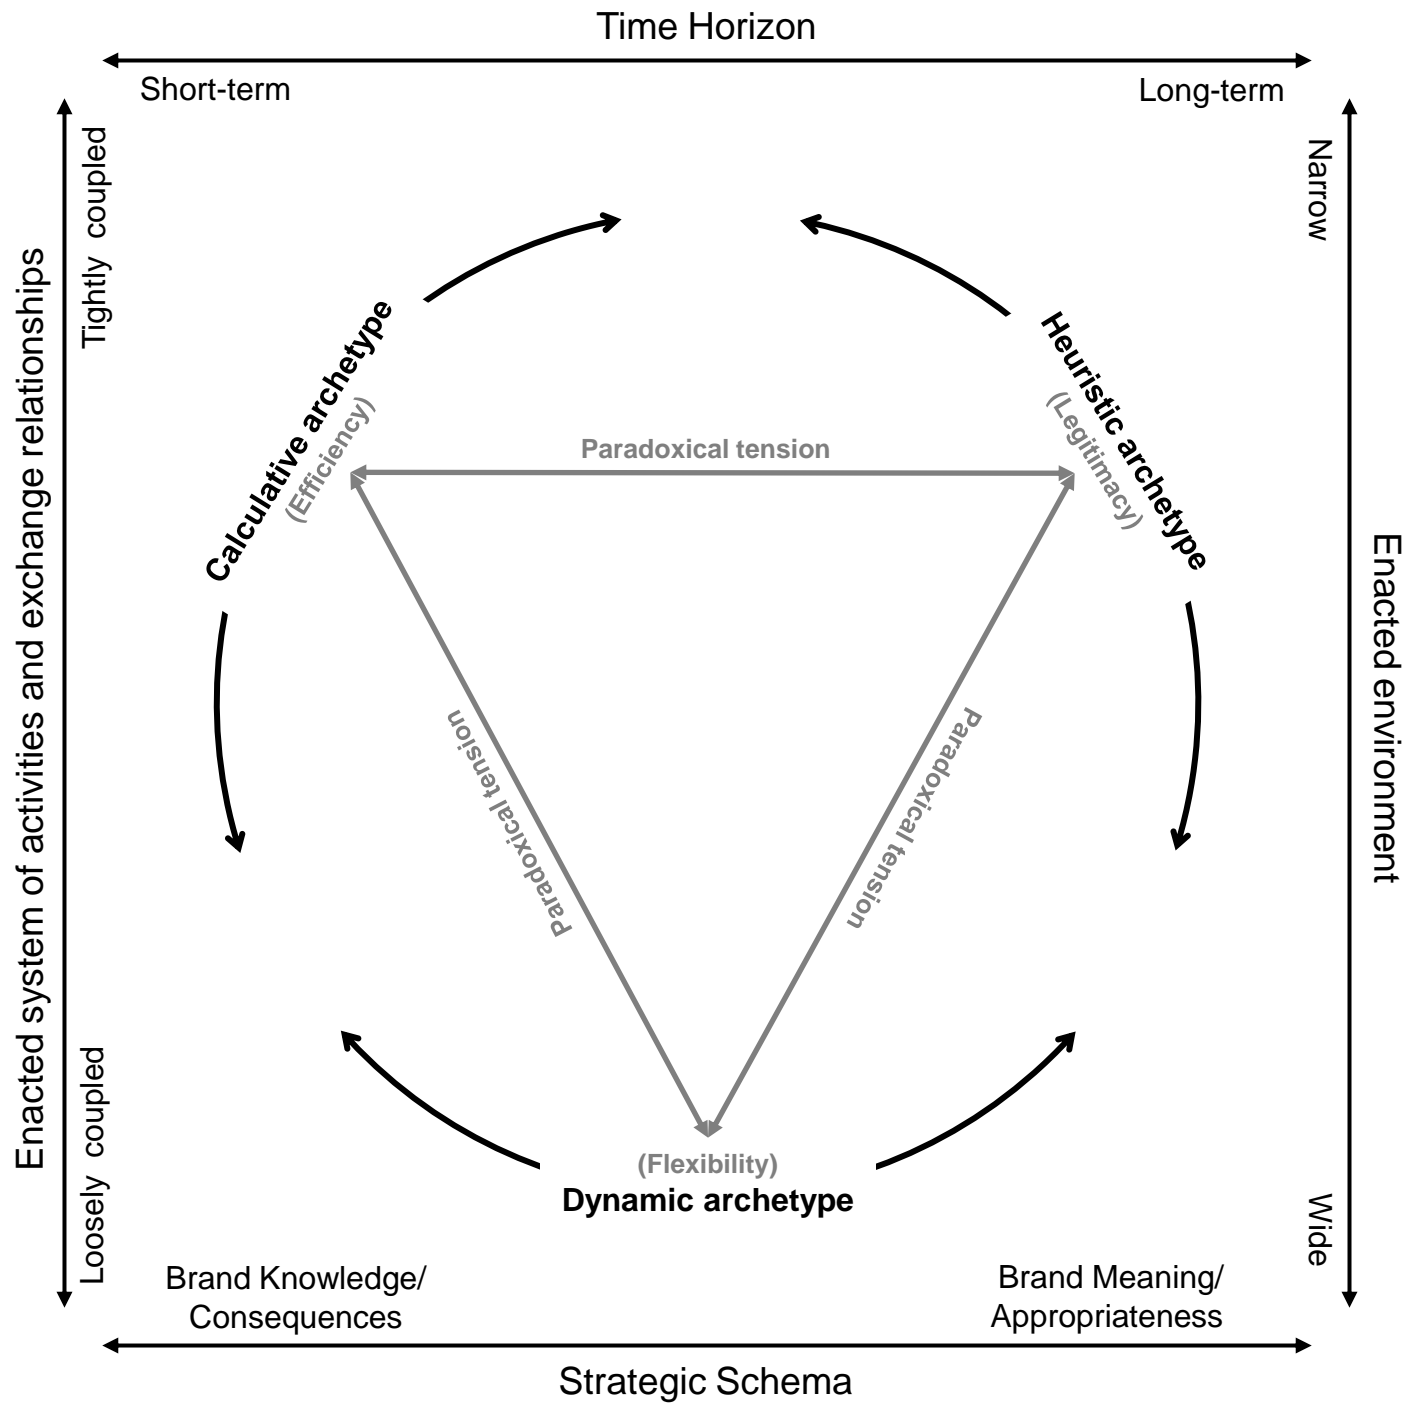 Time Horizon
Short-term
Long-term
Tightly coupled
Narrow
Enacted system of activities and exchange relationships
Calculative archetype
(Efficiency)
Heuristic archetype
(Legitimacy)
Paradoxical tension
Paradoxical tension
Paradoxical tension
Enacted environment
(Flexibility)
Dynamic archetype
Loosely coupled
Wide
Brand Knowledge/
Consequences
Brand Meaning/
Appropriateness
Strategic Schema